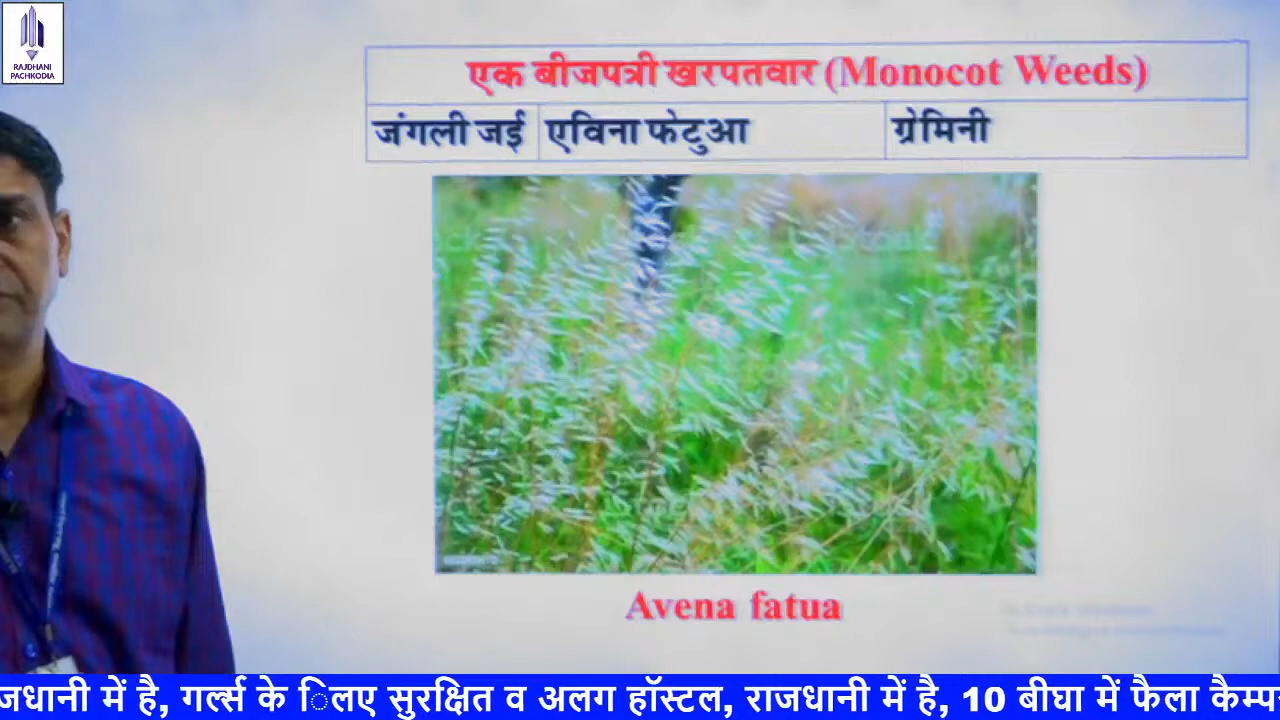 RAJDHANI
PACHKODIA
एक बीजपत्री खरपतवार (Monocot Weeds)
जंगली जई एविना फेटुआ ग्रेमिनी
Avena fatua
जधानी में है, गर्ल्स के िलए सुरक्षित व अलग हॉस्टल, राजधानी में है, 10 बीघा में फैला कैम्प